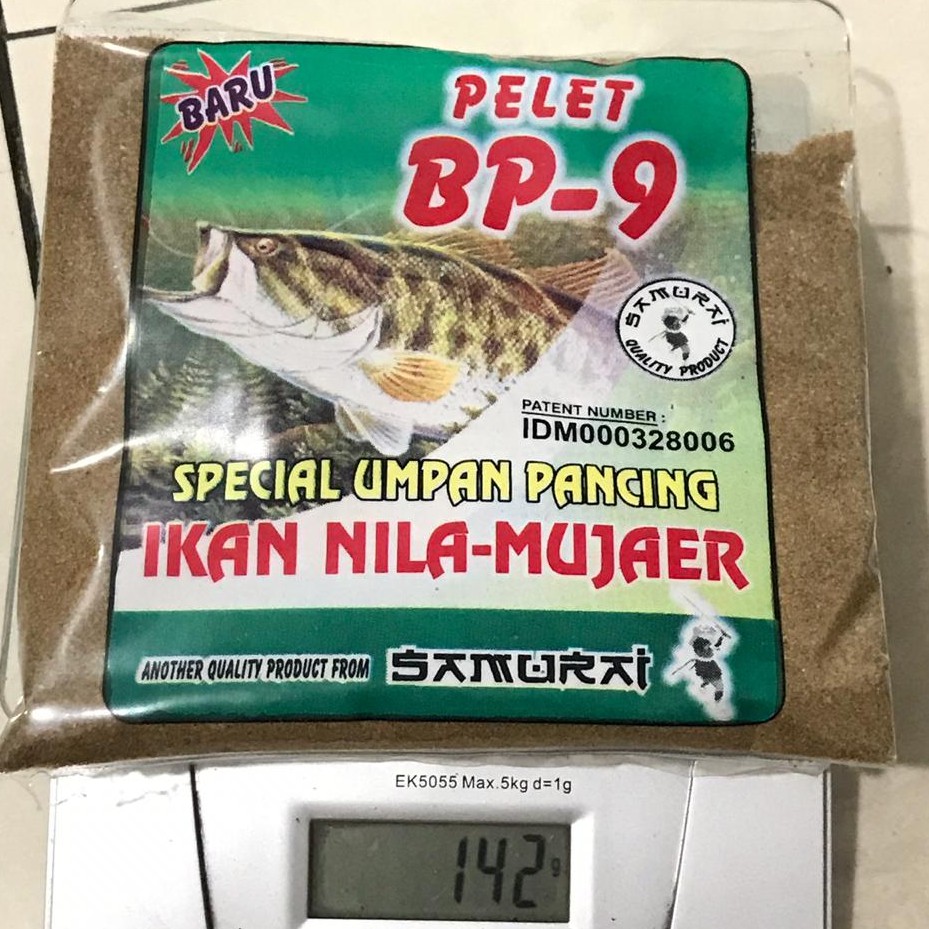 BARU
PELET
BP-9
SAMURAI
QUALITY PRODUCT
PATENT NUMBER :
IDM000328006
SPECIAL UMPAN PANCING
IKAN NILA-MUJAER
ANOTHER QUALITY PRODUCT FROM SAMURAI
EK5055 Max.5kg d=1g
142g